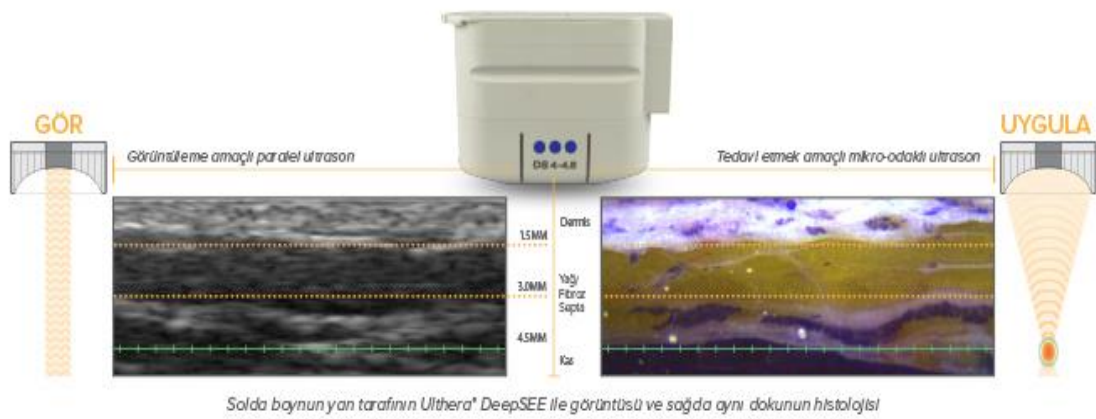 GÖR
UYGULA
Görüntüleme amaçlı paralel ultrason
DS 4-4.5
Tedavi etmek amaçlı mikro-odaklı ultrason
Dermis
1.5MM
Yağ/
3.0MM
Fibroz
Septa
4.5MM
Kas
Solda boynun yan tarafının Ulthera® DeepSEE ile görüntüsü ve sağda aynı dokunun histolojisi